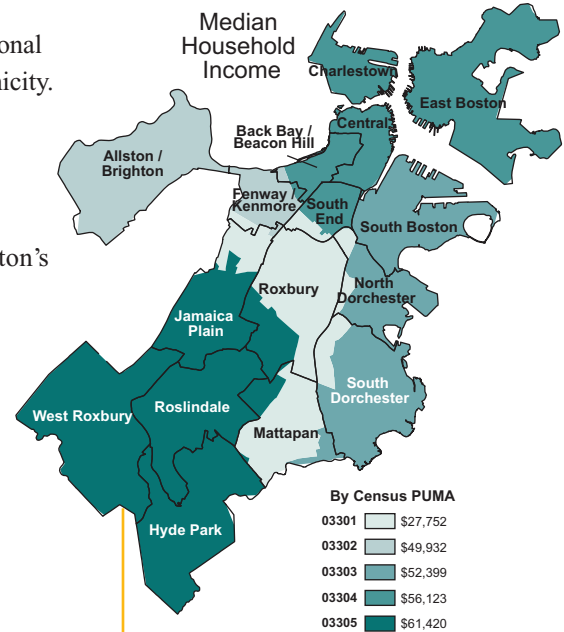 onal
nicity.
ton's
Median
Household
Income
Charlestown
East Boston
Central
Back Bay /
Beacon Hill
Allston /
Brighton
Fenway /
Kenmore
South
End
South Boston
Roxbury
North
Dorchester
Jamaica
Plain
South
Dorchester
West Roxbury
Roslindale
Mattapan
Hyde Park
By Census PUMA
03301 $27,752
03302 $49,932
03303 $52,399
03304 $56,123
03305 $61,420